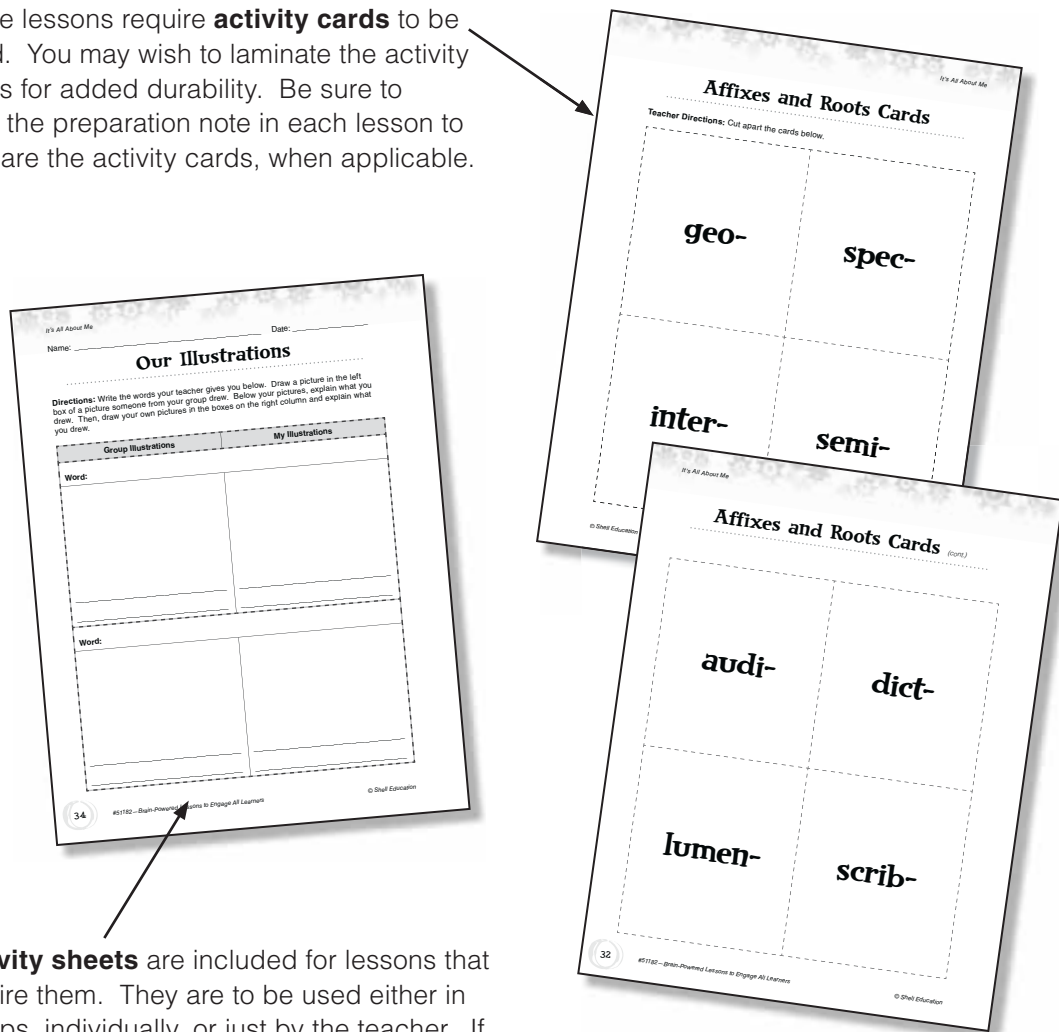 e lessons require activity cards to be
d. You may wish to laminate the activity
s for added durability. Be sure to
the preparation note in each lesson to
are the activity cards, when applicable.
It's All About Me
Affixes and Roots Cards
Teacher Directions: Cut apart the cards below.
geo-
spec-
inter-
semi-
© Shell Education
It's All About Me
Name:
Date:
Our Illustrations
Directions: Write the words your teacher gives you below. Draw a picture in the left
box of a picture someone from your group drew. Below your pictures, explain what you
drew. Then, draw your own pictures in the boxes on the right column and explain what
you drew.
Group Illustrations
My Illustrations
Word:
Word:
34
#51182—Brain-Powered Lessons to Engage All Learners
© Shell Education
It's All About Me
Affixes and Roots Cards (cont.)
audi-
dict-
lumen-
scrib-
32
#51182—Brain-Powered Lessons to Engage All Learners
© Shell Education
vity sheets are included for lessons that
ire them. They are to be used either in
ps, individually, or just by the teacher. If